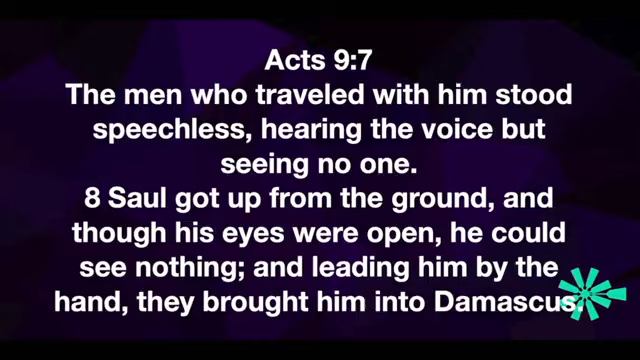 Acts 9:7
The men who traveled with him stood
speechless, hearing the voice but
seeing no one.
8 Saul got up from the ground, and
though his eyes were open, he could
see nothing; and leading him by the
hand, they brought him into Damascus.